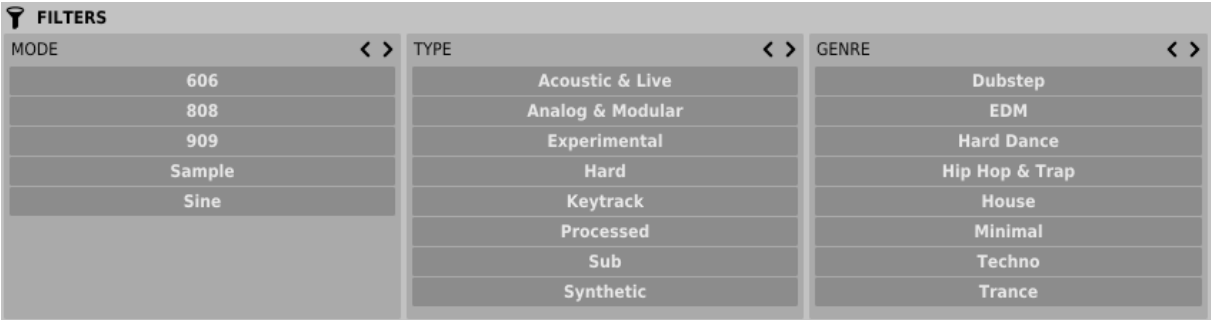 FILTERS
MODE
606
808
909
Sample
Sine
TYPE
Acoustic & Live
Analog & Modular
Experimental
Hard
Keytrack
Processed
Sub
Synthetic
GENRE
Dubstep
EDM
Hard Dance
Hip Hop & Trap
House
Minimal
Techno
Trance